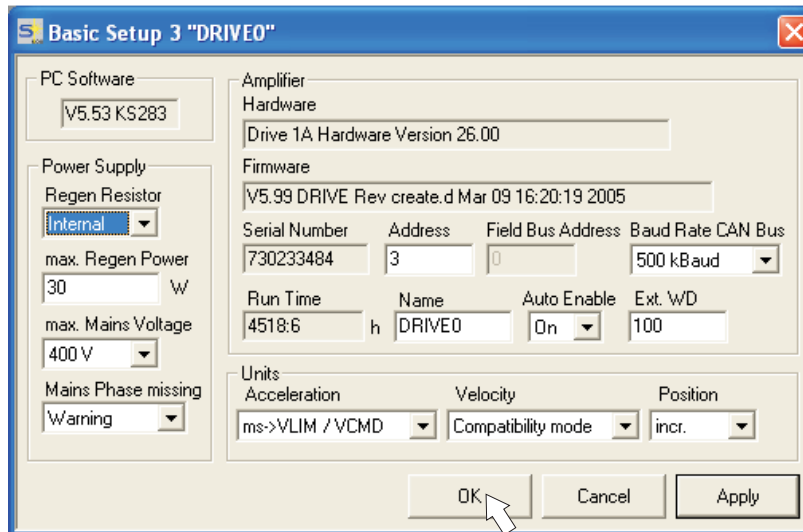 Basic Setup 3 "DRIVE0"
PC Software
V5.53 KS283
Power Supply
Regen Resistor
Internal
max. Regen Power
30 W
max. Mains Voltage
400 V
Mains Phase missing
Warning
Amplifier
Hardware
Drive 1A Hardware Version 26.00
Firmware
V5.99 DRIVE Rev create.d Mar 09 16:20:19 2005
Serial Number Address Field Bus Address Baud Rate CAN Bus
730233484 3 0 500 kBaud
Run Time Name Auto Enable Ext. WD
4518:6 h DRIVE0 On 100
Units
Acceleration Velocity Position
ms->VLIM / VCMD Compatibility mode incr.
OK Cancel Apply